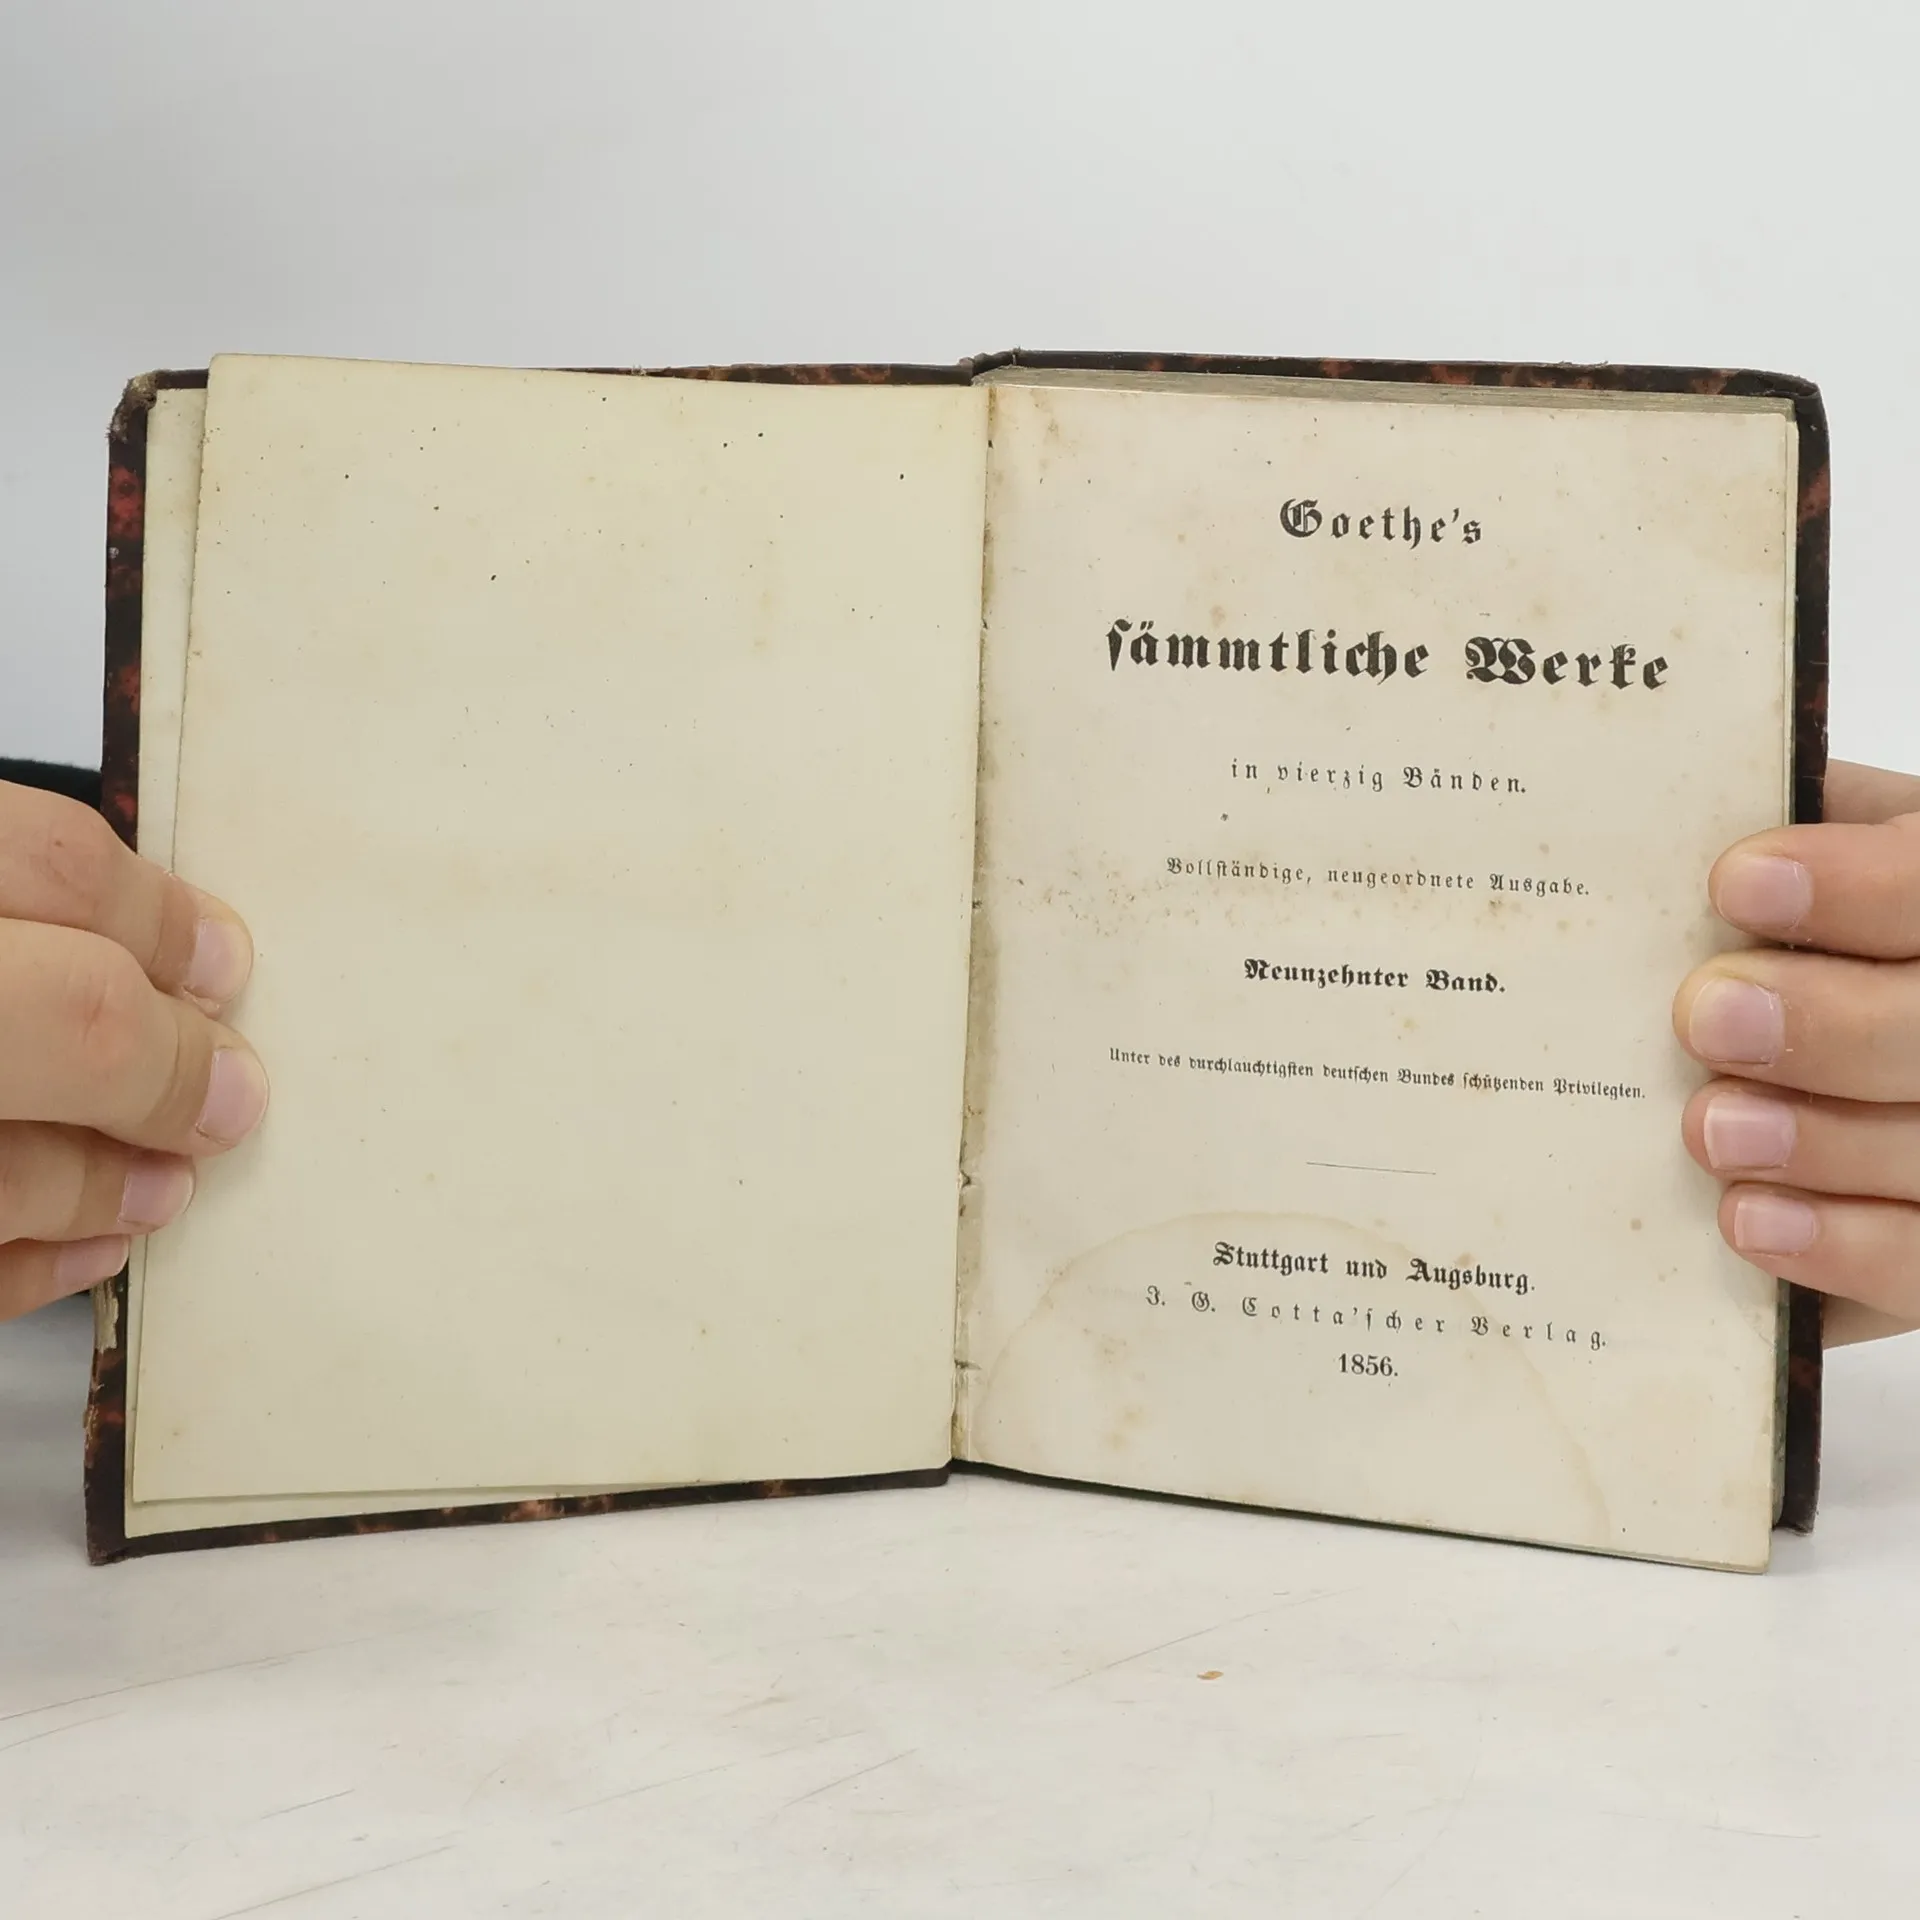 Goethe's
sämmtliche Werke
in vierzig Bänden.
Vollständige, neugeordnete Ausgabe.
Neunzehnter Band.
Unter des durchlauchtigsten deutschen Bundes schützenden Privilegien.
Stuttgart und Augsburg.
J. G. Cotta'scher Verlag.
1856.